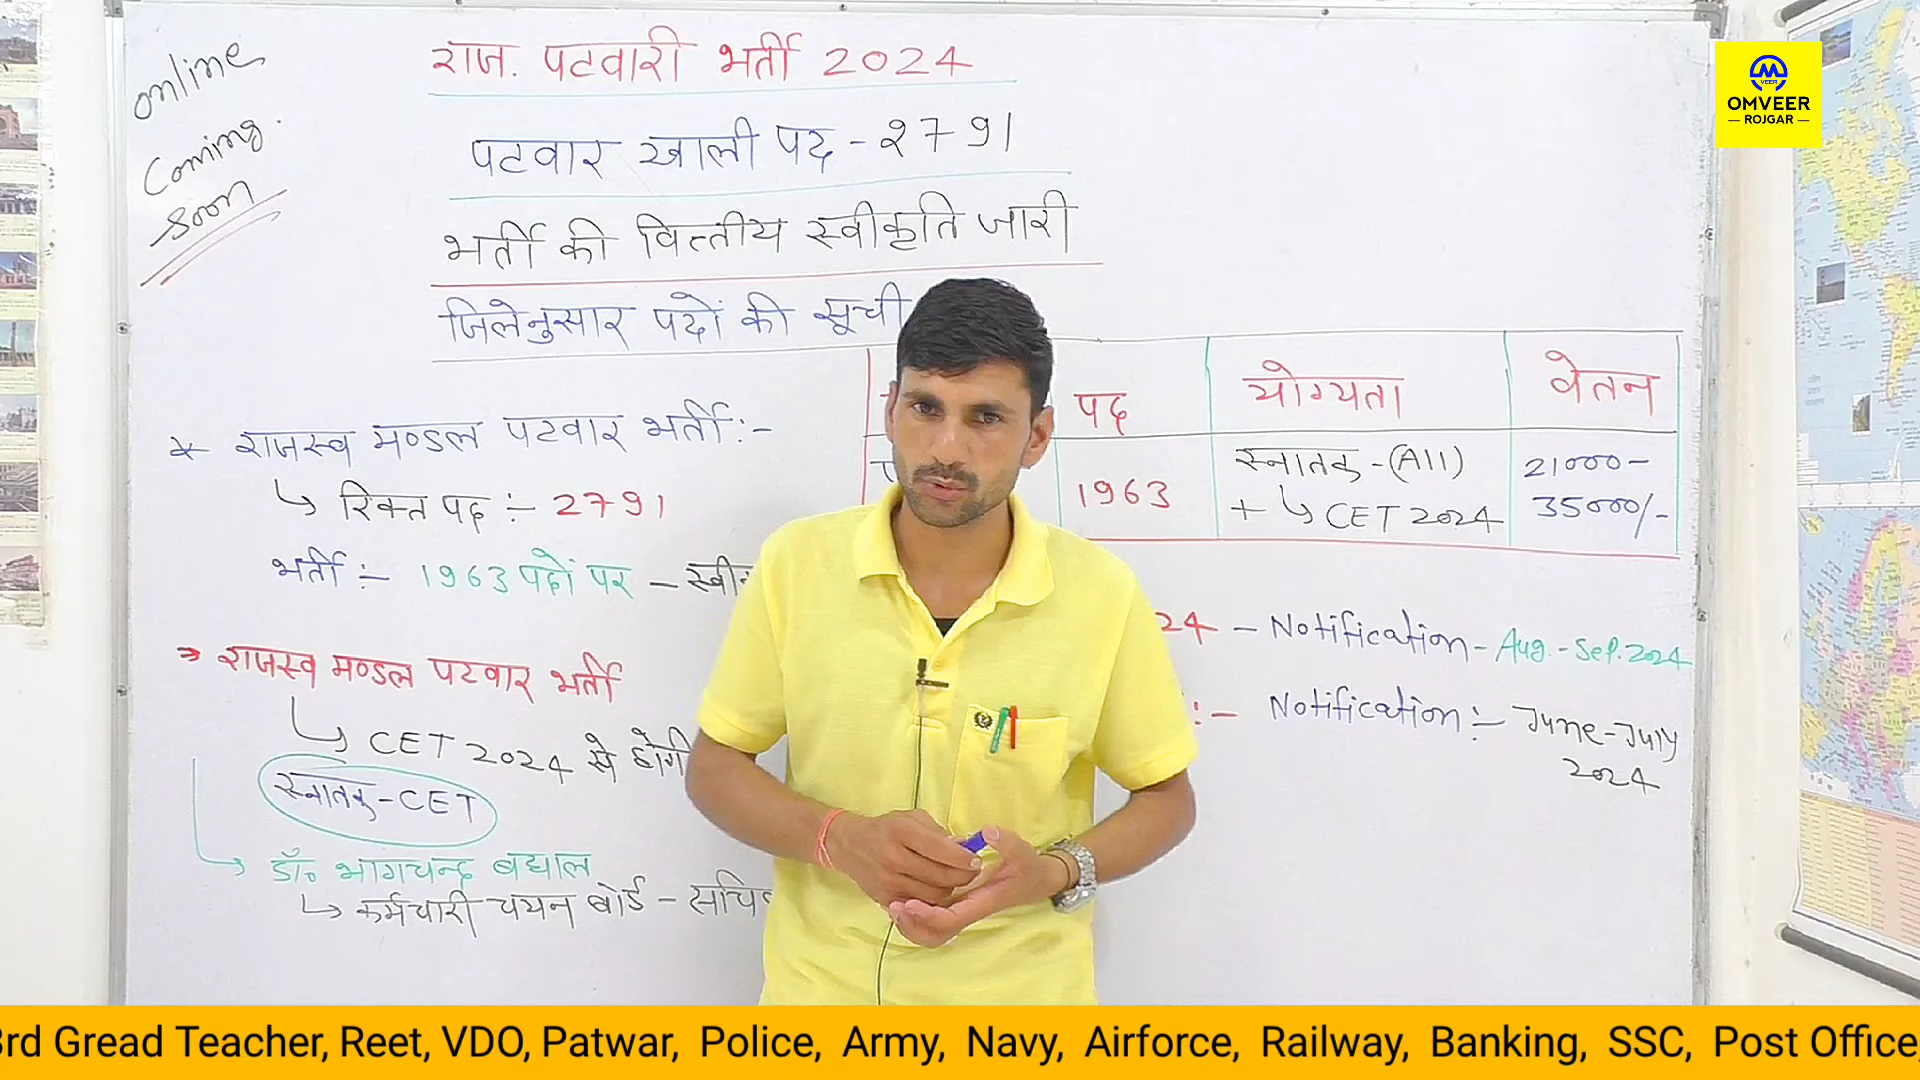 online
Coming
Soon
राज. पटवारी भर्ती 2024
पटवार खाली पद - २791
भर्ती की वित्तीय स्वीकृति जारी
जिलेनुसार पदों की सूची
* राजस्व मण्डल पटवार भर्ती :-
↳ रिक्त पद :- 2791
भर्ती :- 1963 पदों पर -
→ राजस्व मण्डल पटवार भर्ती
↳ CET 2024 से होगी
स्नातक - CET
↳ डॉ॰ भागचन्द्र बधाल
↳ कर्मचारी चयन बोर्ड -
पद योग्यता वेतन
1963 स्नातक - (All) 21000 -
+ ↳ CET 2024 35000/-
24 - Notification - Aug. - Sep. 2024
:- Notification :- June - July
2024
VEER
OMVEER
— ROJGAR —
3rd Gread Teacher, Reet, VDO, Patwar, Police, Army, Navy, Airforce, Railway, Banking, SSC, Post Office,